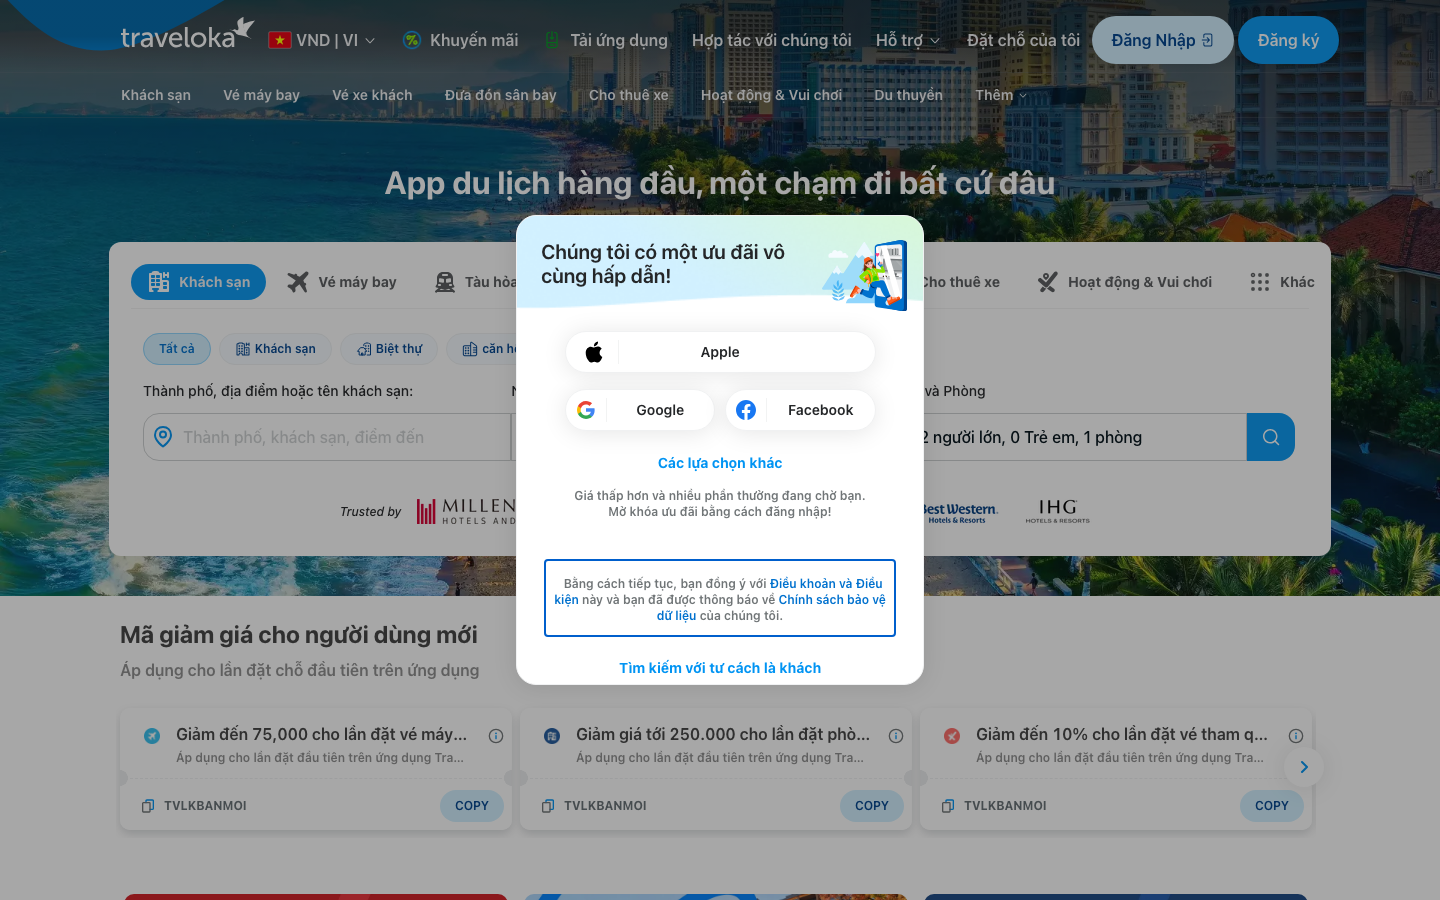 traveloka
VND | VI
Khuyến mãi
Tải ứng dụng
Hợp tác với chúng tôi
Hỗ trợ
Đặt chỗ của tôi
Đăng Nhập
Đăng ký
Khách sạn
Vé máy bay
Vé xe khách
Đưa đón sân bay
Cho thuê xe
Hoạt động & Vui chơi
Du thuyền
Thêm
App du lịch hàng đầu, một chạm đi bất cứ đâu
Khách sạn
Vé máy bay
Tàu hỏa
Cho thuê xe
Hoạt động & Vui chơi
Khác
Tất cả
Khách sạn
Biệt thự
căn h
Thành phố, địa điểm hoặc tên khách sạn:
và Phòng
Thành phố, khách sạn, điểm đến
2 người lớn, 0 Trẻ em, 1 phòng
Trusted by
MILLEN
HOTELS AND
Best Western
Hotels & Resorts
IHG
HOTELS & RESORTS
Chúng tôi có một ưu đãi vô
cùng hấp dẫn!
Apple
Google
Facebook
Các lựa chọn khác
Giá thấp hơn và nhiều phần thưởng đang chờ bạn.
Mở khóa ưu đãi bằng cách đăng nhập!
Bằng cách tiếp tục, bạn đồng ý với Điều khoản và Điều
kiện này và bạn đã được thông báo về Chính sách bảo vệ
dữ liệu của chúng tôi.
Tìm kiếm với tư cách là khách
Mã giảm giá cho người dùng mới
Áp dụng cho lần đặt chỗ đầu tiên trên ứng dụng
Giảm đến 75,000 cho lần đặt vé máy...
Áp dụng cho lần đặt đầu tiên trên ứng dụng Tra...
TVLKBANMOI
COPY
Giảm giá tới 250.000 cho lần đặt phò...
Áp dụng cho lần đặt đầu tiên trên ứng dụng Tra...
TVLKBANMOI
COPY
Giảm đến 10% cho lần đặt vé tham q...
Áp dụng cho lần đặt đầu tiên trên ứng dụng Tra...
TVLKBANMOI
COPY